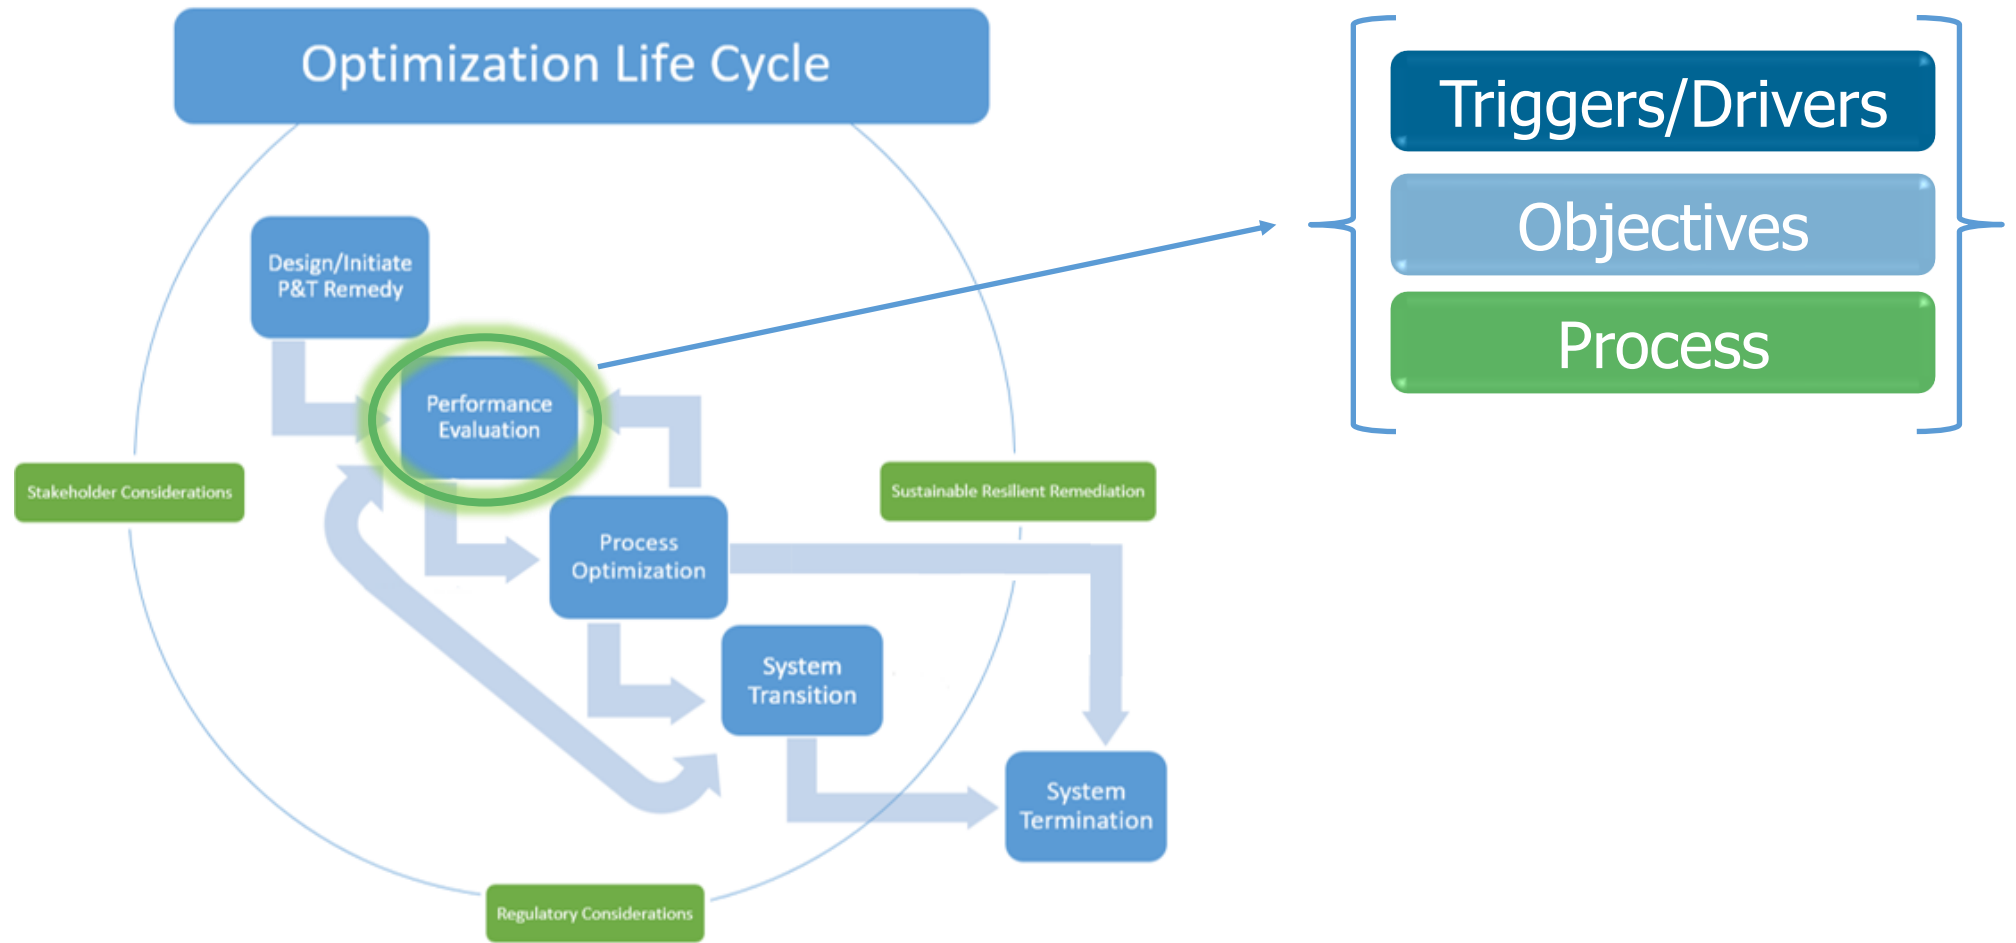 Optimization Life Cycle
Triggers/Drivers
Objectives
Process
Design/Initiate
P&T Remedy
Performance
Evaluation
Stakeholder Considerations
Sustainable Resilient Remediation
Process
Optimization
System
Transition
System
Termination
Regulatory Considerations